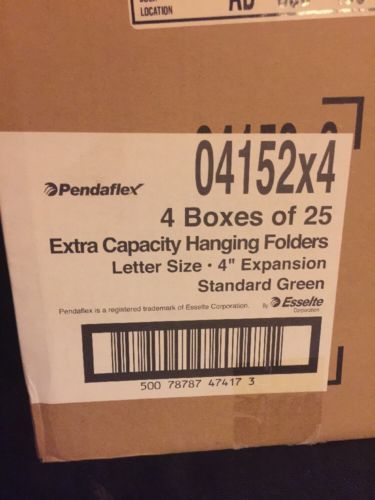 LOCATION
04152x4
Pendaflex
4 Boxes of 25
Extra Capacity Hanging Folders
Letter Size • 4" Expansion
Standard Green
Pendaflex is a registered trademark of Esselte Corporation.
By Esselte
Corporation
500 78787 47417 3